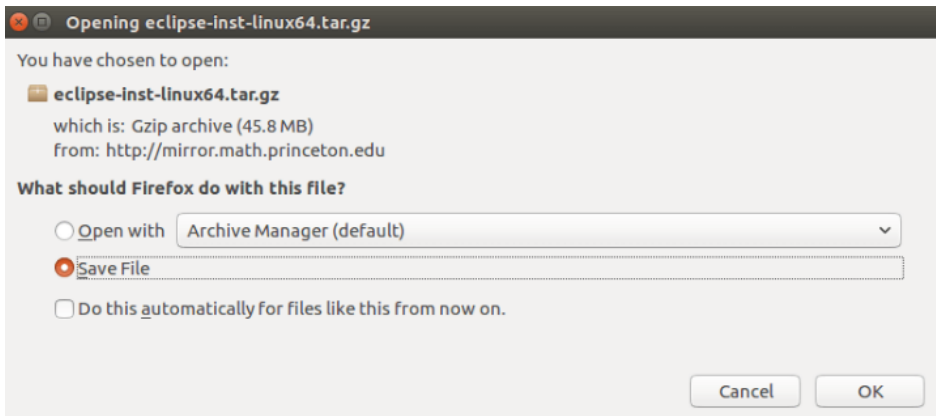 Opening eclipse-inst-linux64.tar.gz
You have chosen to open:
eclipse-inst-linux64.tar.gz
which is: Gzip archive (45.8 MB)
from: http://mirror.math.princeton.edu
What should Firefox do with this file?
Open with Archive Manager (default)
Save File
Do this automatically for files like this from now on.
Cancel OK